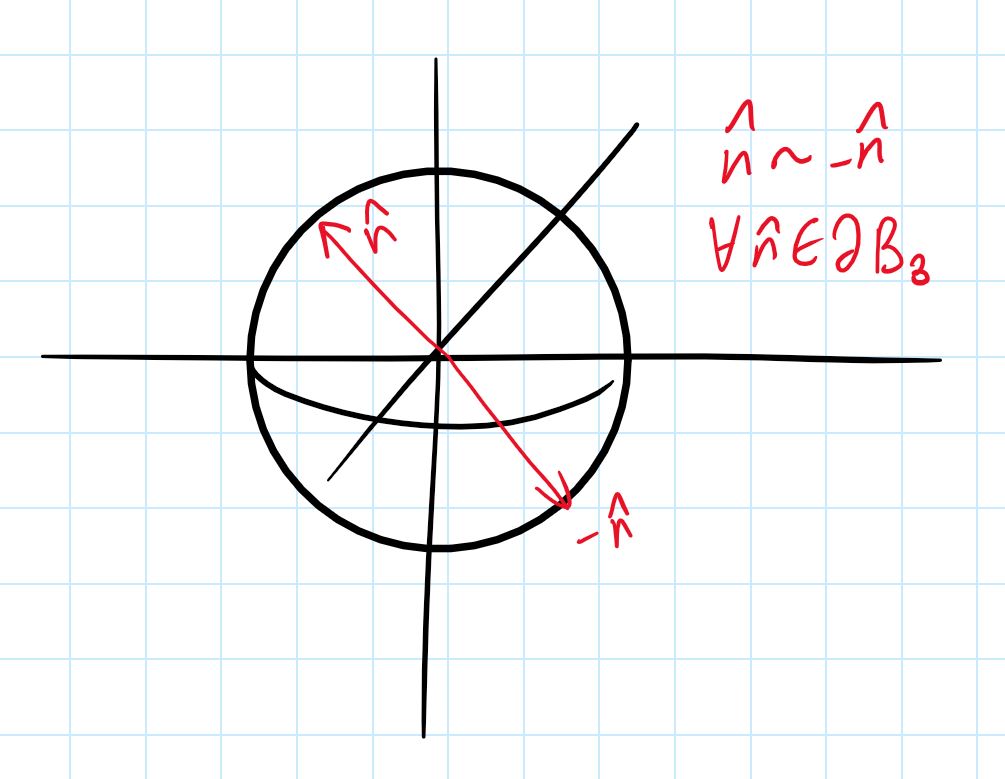 n̂ ~ -n̂
∀ n̂ ∈ ∂B₃
n̂
-n̂